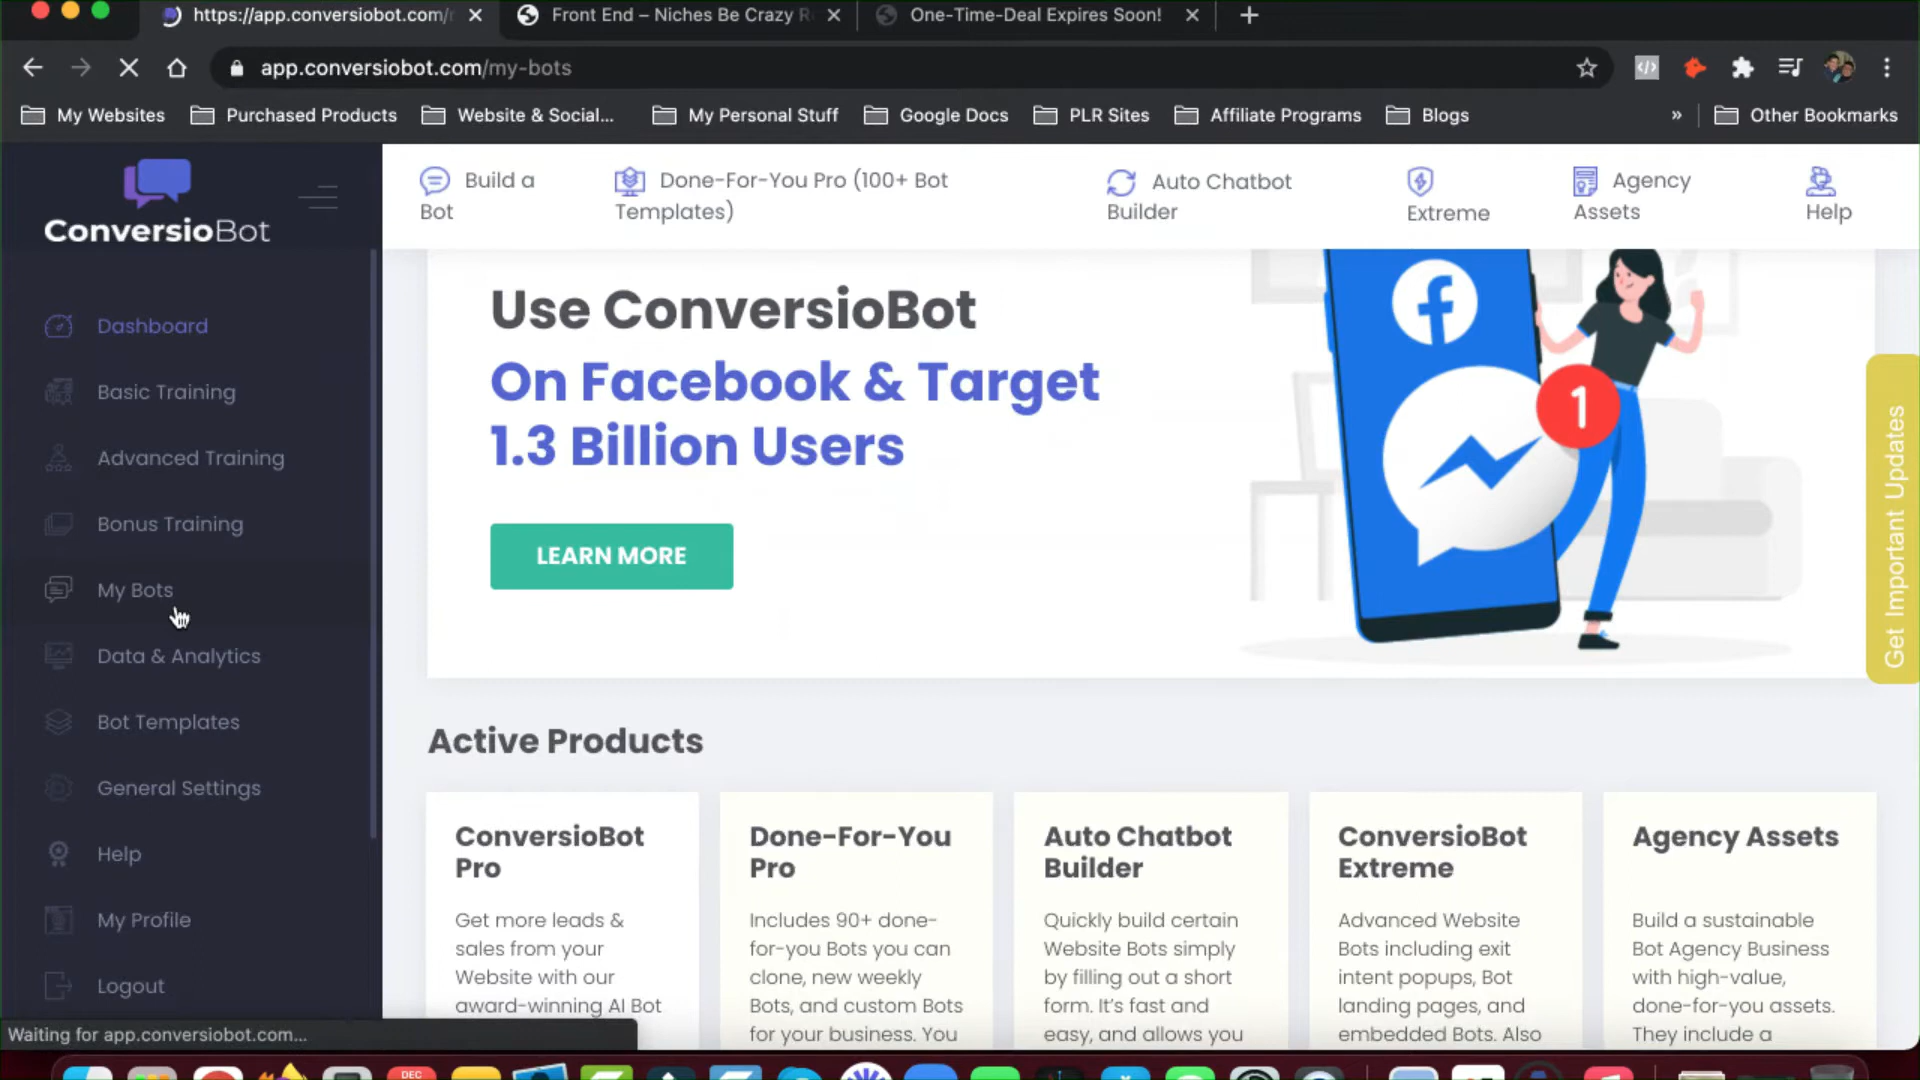 https://app.conversiobot.com/
Front End – Niches Be Crazy
One-Time-Deal Expires Soon!
app.conversiobot.com/my-bots
My Websites
Purchased Products
Website & Social...
My Personal Stuff
Google Docs
PLR Sites
Affiliate Programs
Blogs
»
Other Bookmarks
ConversioBot
Build a
Bot
Done-For-You Pro (100+ Bot
Templates)
Auto Chatbot
Builder
Extreme
Agency
Assets
Help
Dashboard
Basic Training
Advanced Training
Bonus Training
My Bots
Data & Analytics
Bot Templates
General Settings
Help
My Profile
Logout
Use ConversioBot
On Facebook & Target
1.3 Billion Users
LEARN MORE
1
Get Important Updates
Active Products
ConversioBot
Pro
Get more leads &
sales from your
Website with our
award-winning AI Bot
Done-For-You
Pro
Includes 90+ done-
for-you Bots you can
clone, new weekly
Bots, and custom Bots
for your business. You
Auto Chatbot
Builder
Quickly build certain
Website Bots simply
by filling out a short
form. It's fast and
easy, and allows you
ConversioBot
Extreme
Advanced Website
Bots including exit
intent popups, Bot
landing pages, and
embedded Bots. Also
Agency Assets
Build a sustainable
Bot Agency Business
with high-value,
done-for-you assets.
They include a
Waiting for app.conversiobot.com...
DEC